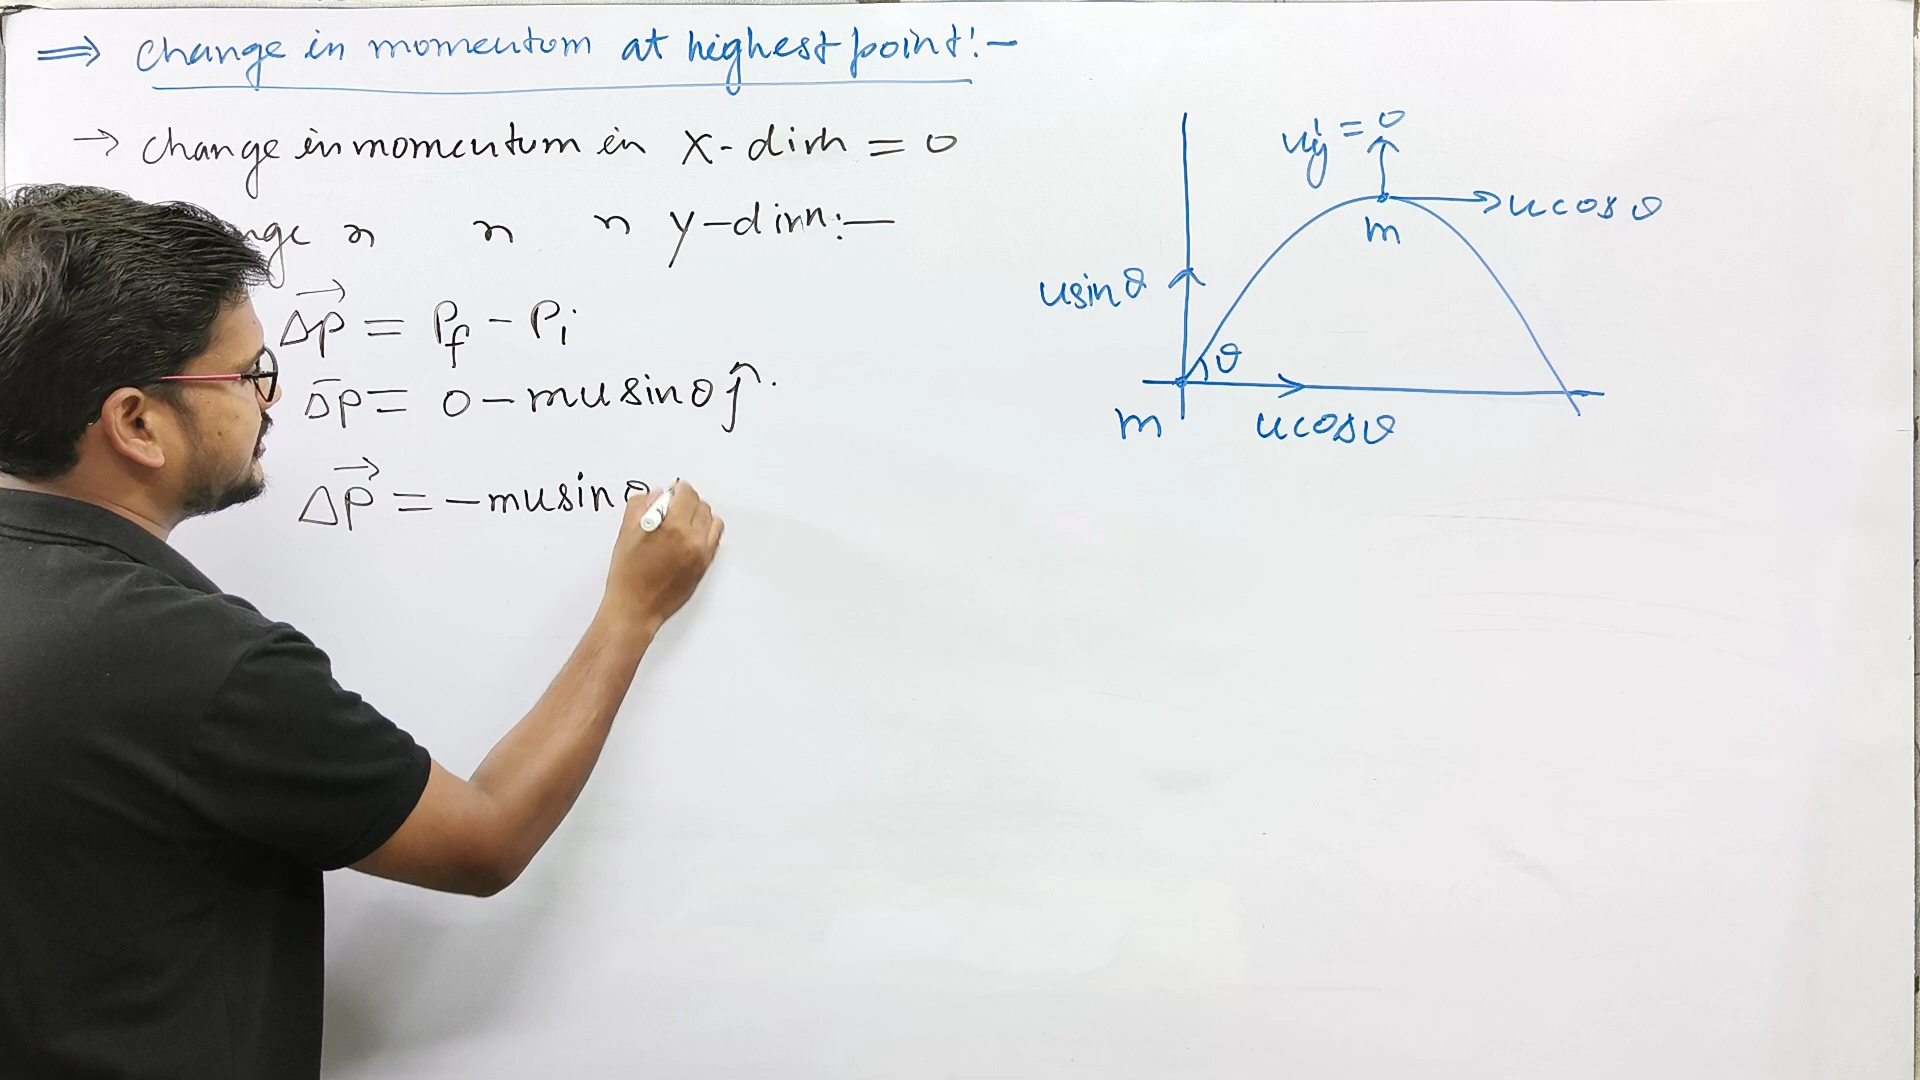 ⇒ change in momentum at highest point:-
→ change in momentum in x-dirn = 0
n n n y-dirn:-
Δp⃗ = Pf - Pi
Δp̄ = 0 - musinθ ĵ.
Δp⃗ = - musinθ
uy = 0
ucosθ
m
usinθ
θ
m
ucosθ